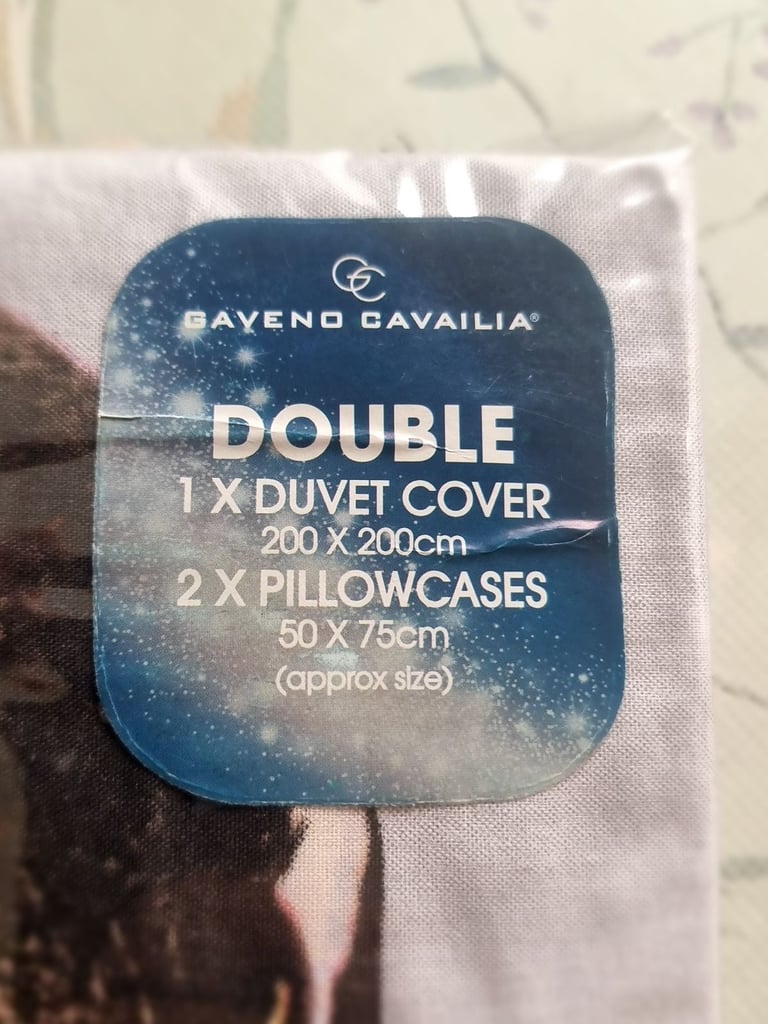 GC
GAVENO CAVAILIA®
DOUBLE
1 X DUVET COVER
200 X 200cm
2 X PILLOWCASES
50 X 75cm
(approx size)